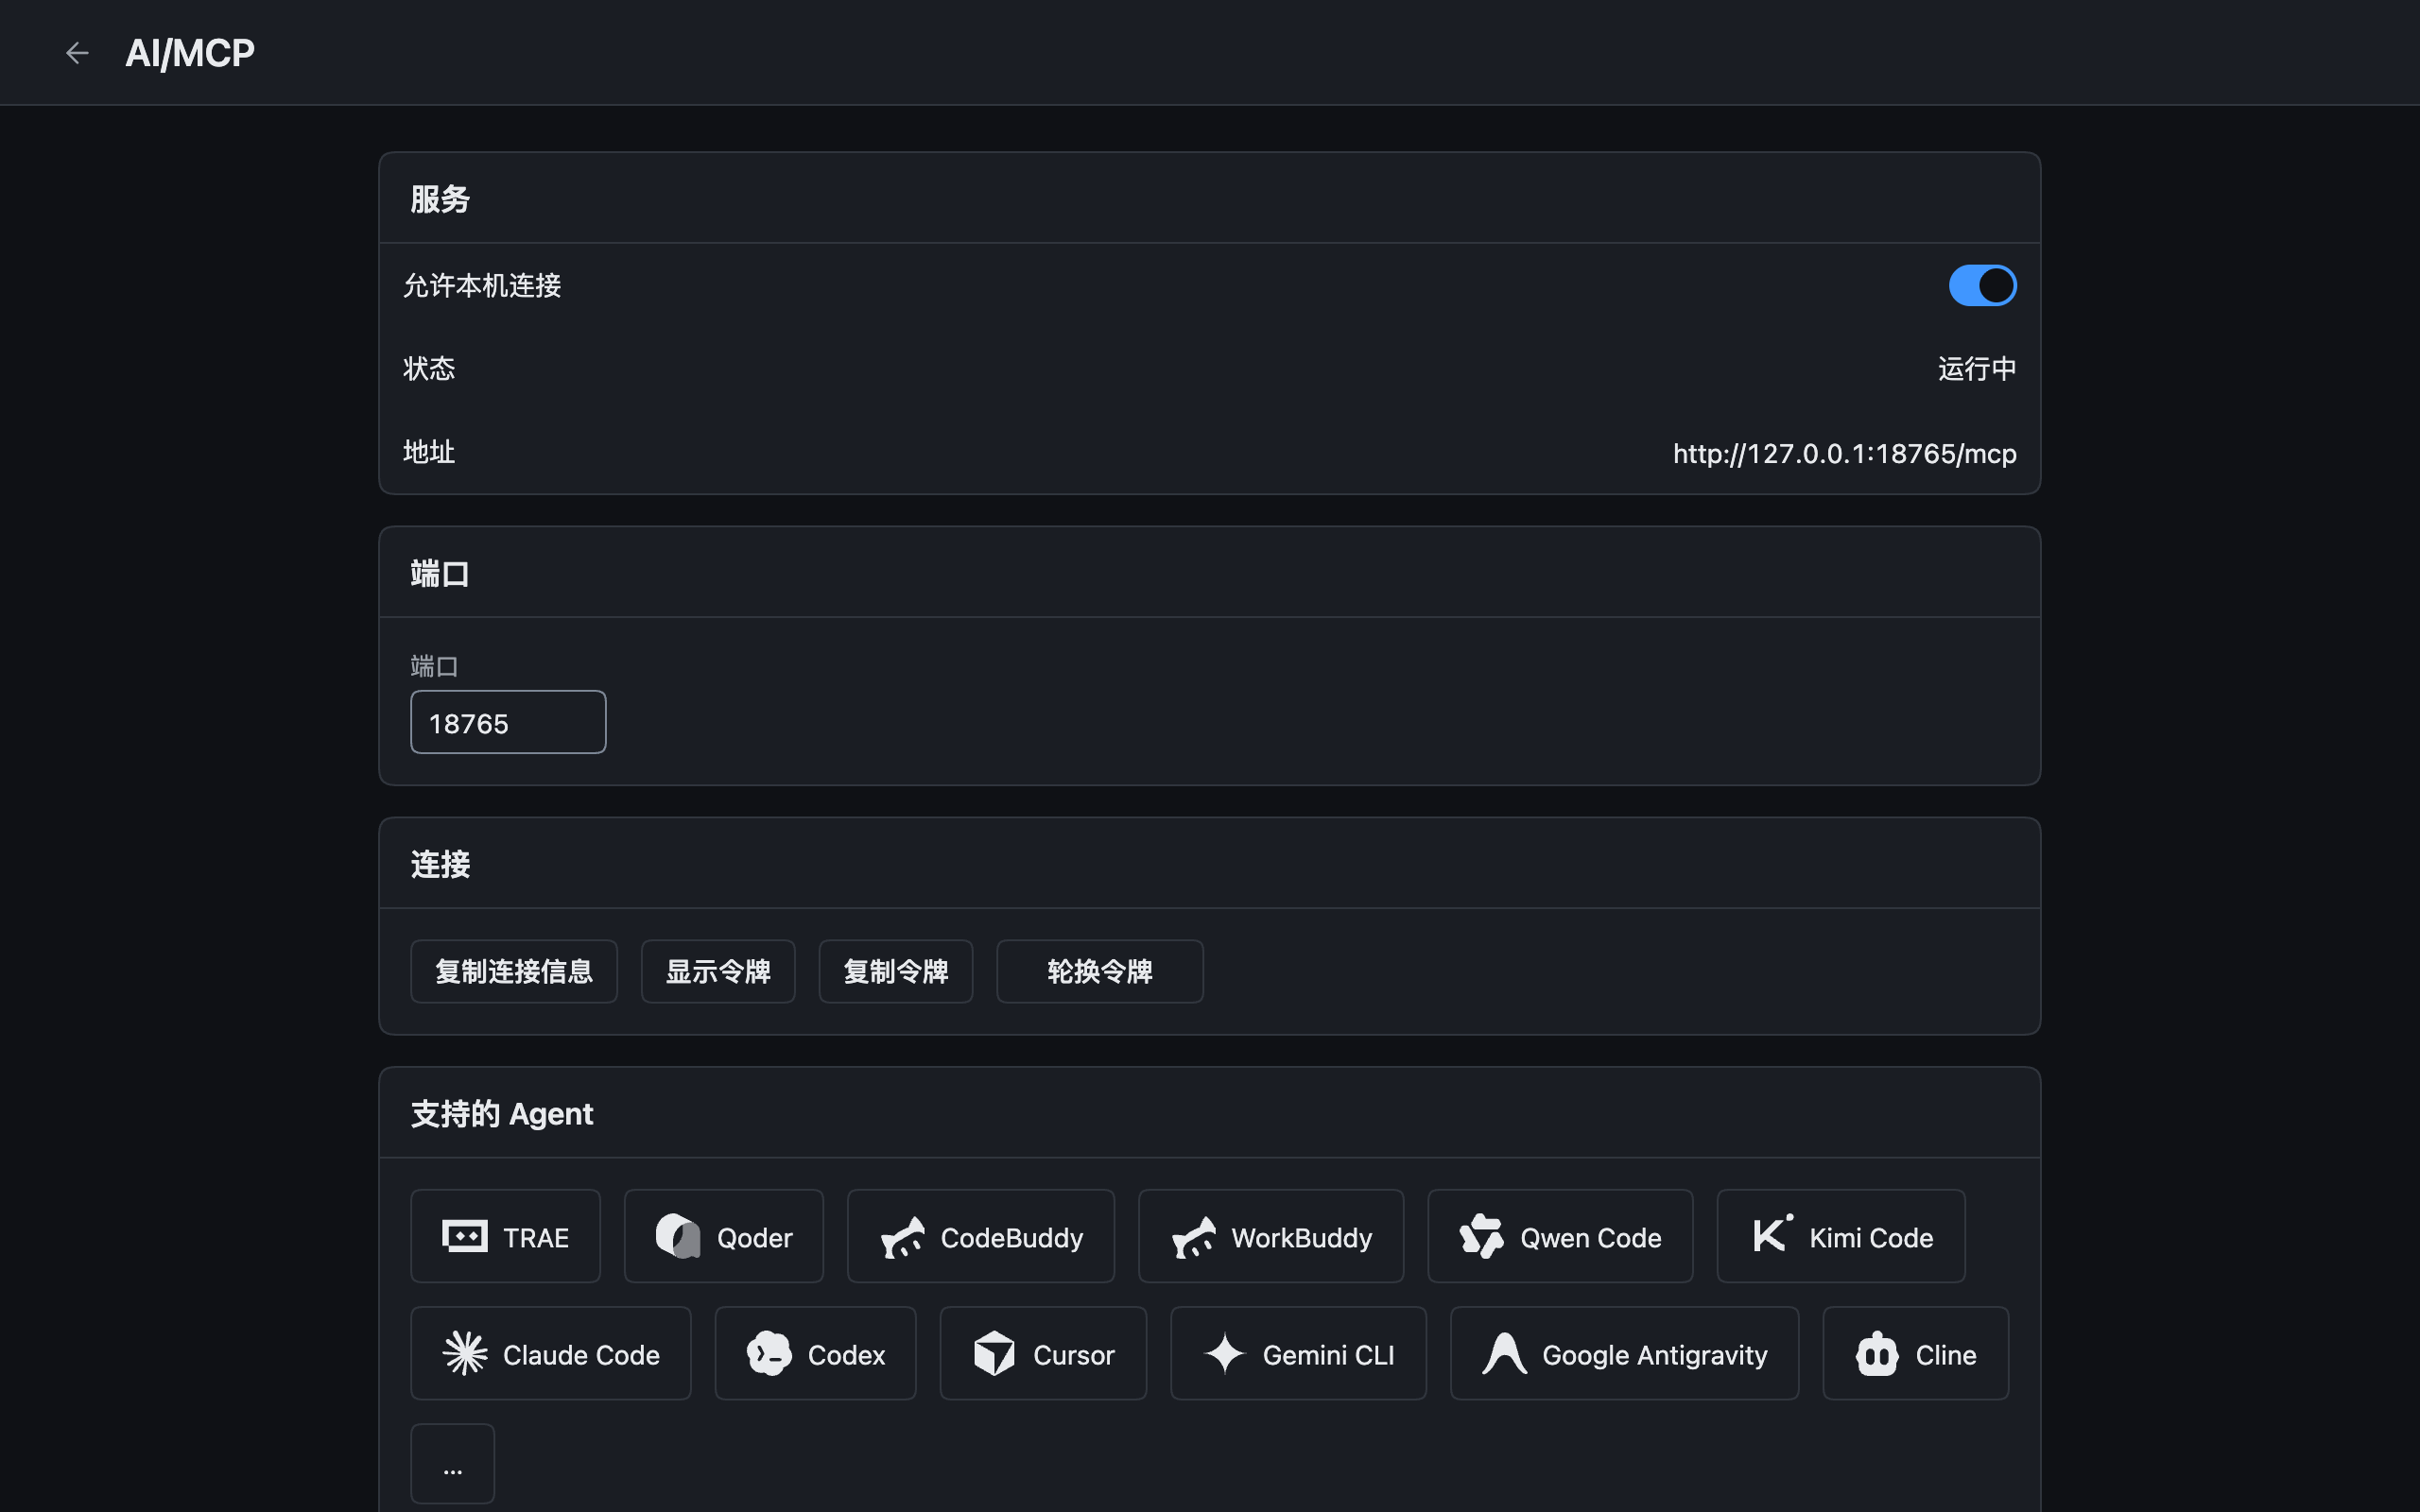 AI/MCP
服务
允许本机连接
状态 运行中
地址 http://127.0.0.1:18765/mcp
端口
端口
18765
连接
复制连接信息 显示令牌 复制令牌 轮换令牌
支持的 Agent
TRAE Qoder CodeBuddy WorkBuddy Qwen Code Kimi Code
Claude Code Codex Cursor Gemini CLI Google Antigravity Cline
...